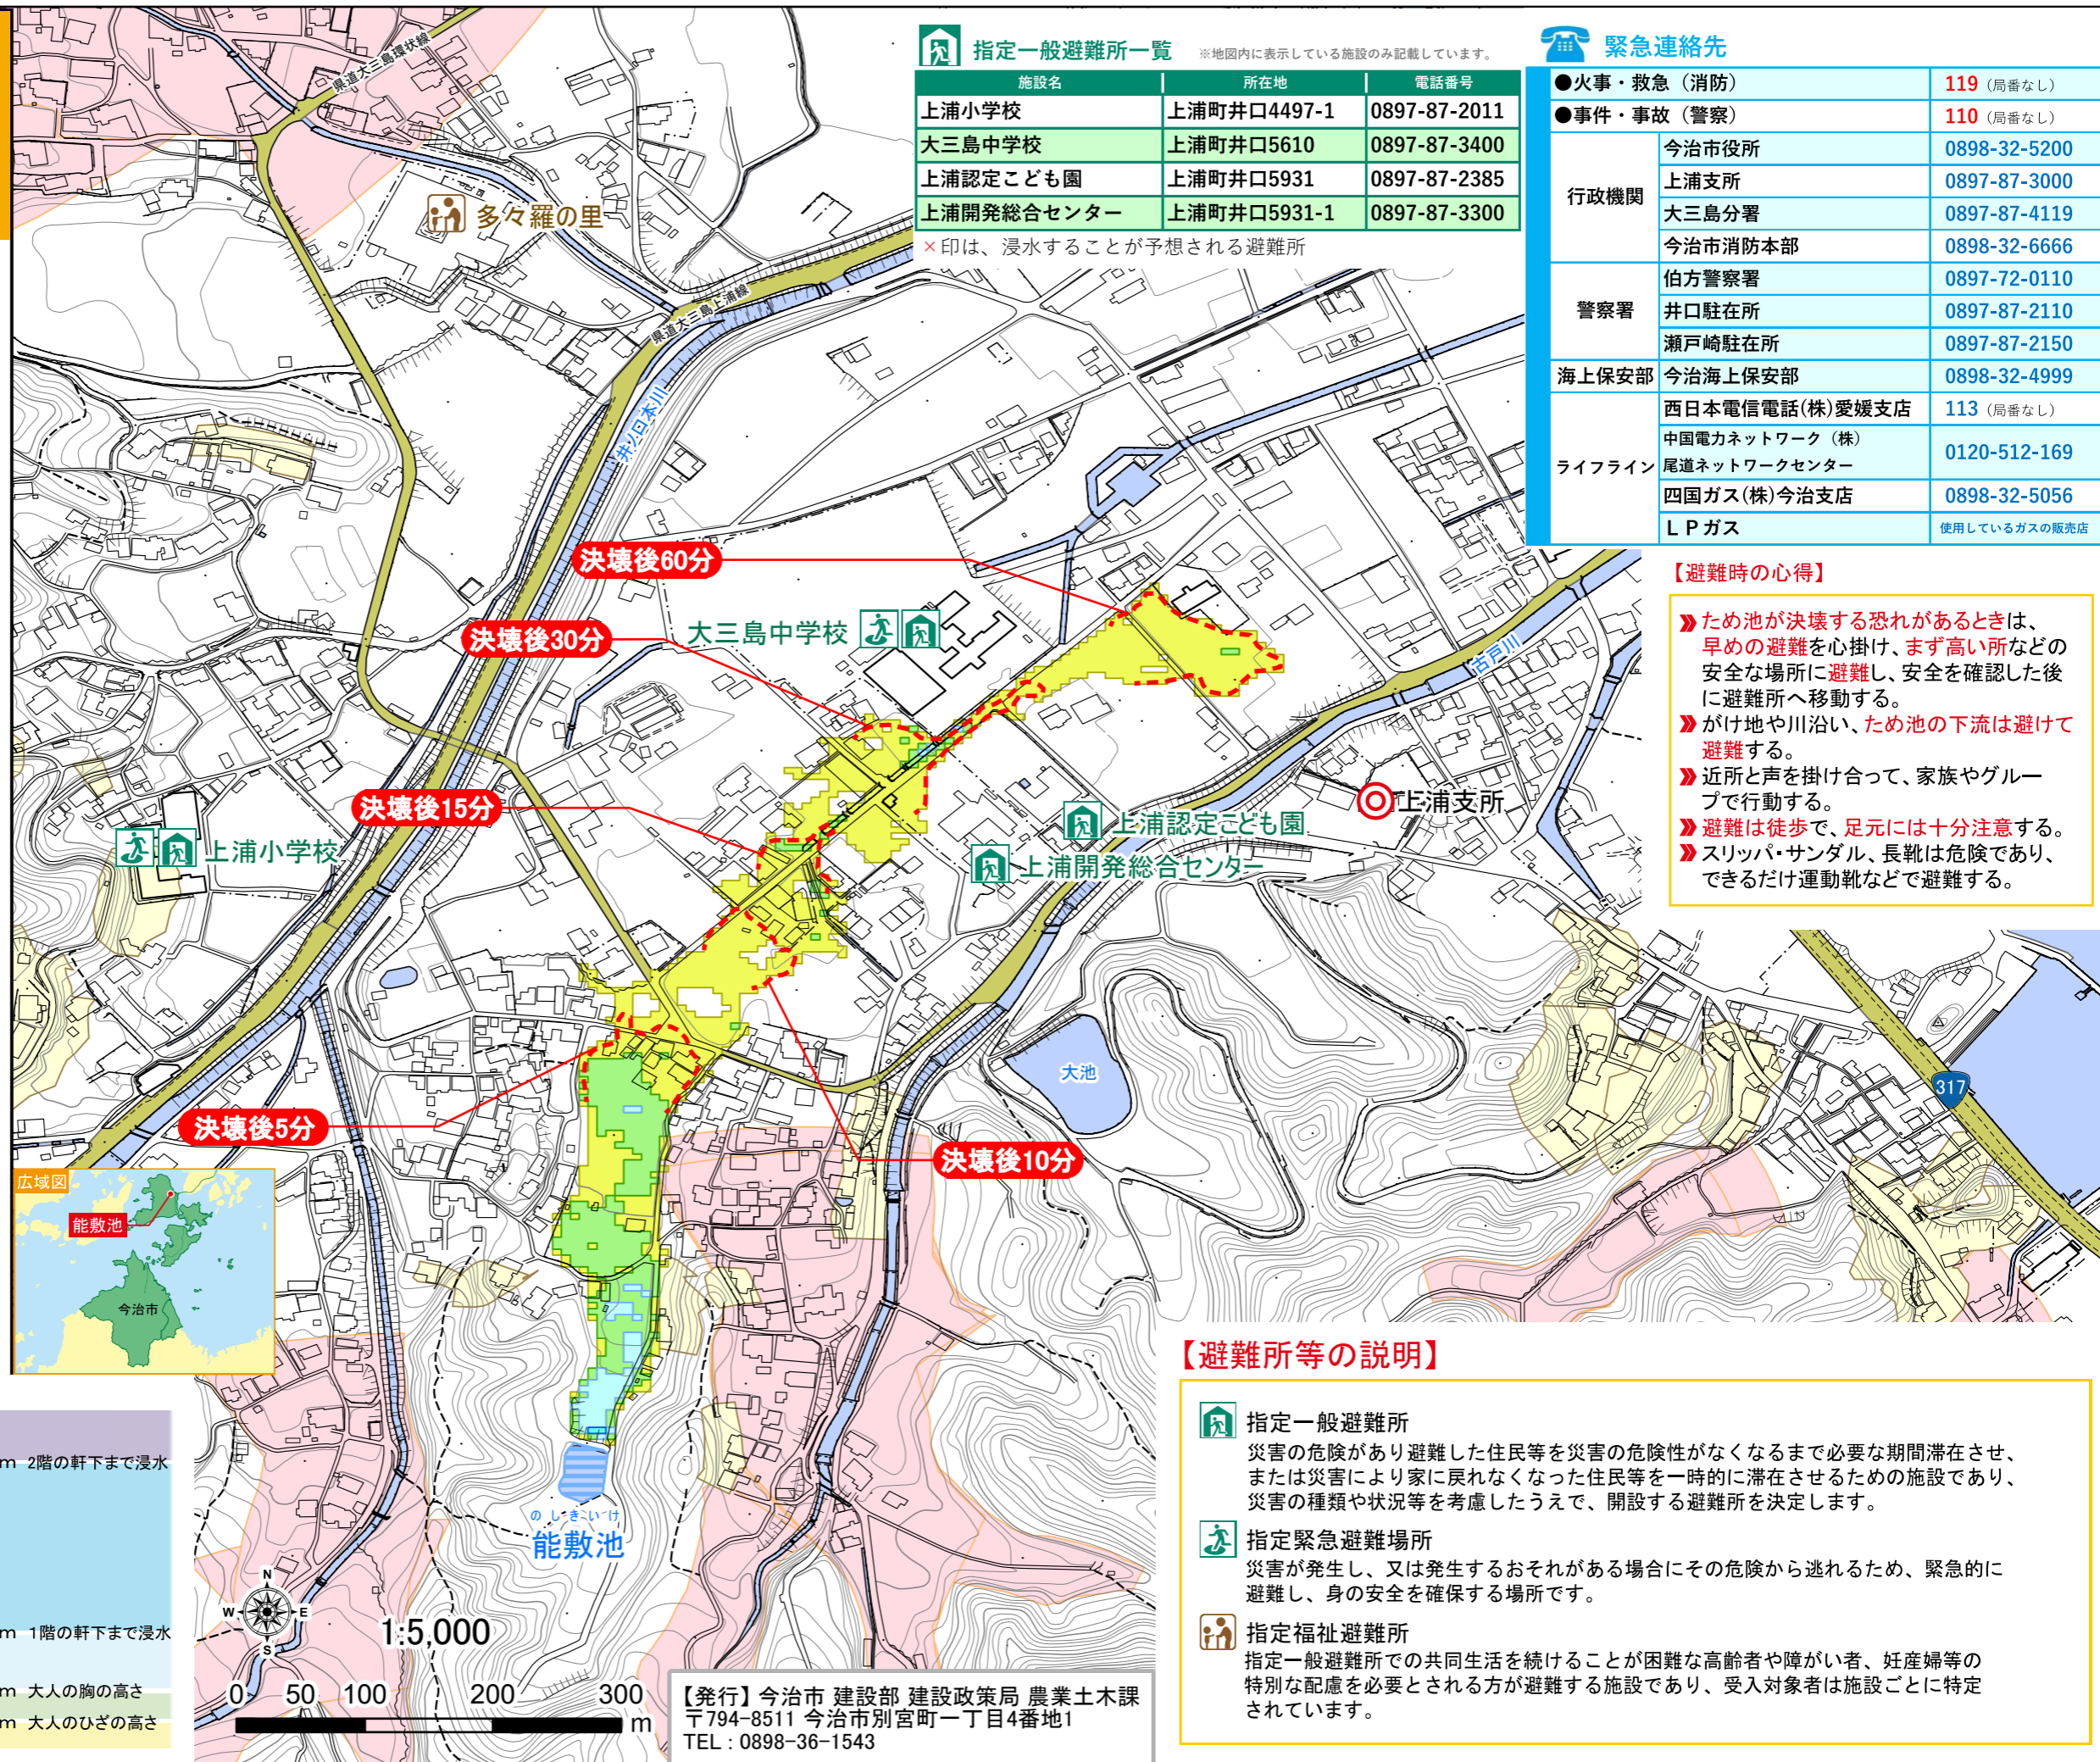 指定一般避難所一覧 ※地図内に表示している施設のみ記載しています。
施設名 所在地 電話番号
上浦小学校 上浦町井口4497-1 0897-87-2011
大三島中学校 上浦町井口5610 0897-87-3400
上浦認定こども園 上浦町井口5931 0897-87-2385
上浦開発総合センター 上浦町井口5931-1 0897-87-3300
×印は、浸水することが予想される避難所
緊急連絡先
●火事・救急（消防） 119（局番なし）
●事件・事故（警察） 110（局番なし）
行政機関
今治市役所 0898-32-5200
上浦支所 0897-87-3000
大三島分署 0897-87-4119
今治市消防本部 0898-32-6666
警察署
伯方警察署 0897-72-0110
井口駐在所 0897-87-2110
瀬戸崎駐在所 0897-87-2150
海上保安部 今治海上保安部 0898-32-4999
ライフライン
西日本電信電話(株)愛媛支店 113（局番なし）
中国電力ネットワーク（株）
尾道ネットワークセンター 0120-512-169
四国ガス(株)今治支店 0898-32-5056
ＬＰガス 使用しているガスの販売店
【避難時の心得】
ため池が決壊する恐れがあるときは、
早めの避難を心掛け、まず高い所などの
安全な場所に避難し、安全を確認した後
に避難所へ移動する。
がけ地や川沿い、ため池の下流は避けて
避難する。
近所と声を掛け合って、家族やグルー
プで行動する。
避難は徒歩で、足元には十分注意する。
スリッパ・サンダル、長靴は危険であり、
できるだけ運動靴などで避難する。
県道大三島環状線
多々羅の里
県道大三島上浦線
井ノ口本川
決壊後60分
決壊後30分
大三島中学校
古戸川
決壊後15分
上浦支所
上浦認定こども園
上浦小学校
上浦開発総合センター
大池
317
決壊後5分
決壊後10分
広域図
能敷池
今治市
のしきいけ
能敷池
m 2階の軒下まで浸水
m 1階の軒下まで浸水
m 大人の胸の高さ
m 大人のひざの高さ
N
W E
S
1:5,000
0 50 100 200 300
m
【発行】今治市 建設部 建設政策局 農業土木課
〒794-8511 今治市別宮町一丁目4番地1
TEL：0898-36-1543
【避難所等の説明】
指定一般避難所
災害の危険があり避難した住民等を災害の危険性がなくなるまで必要な期間滞在させ、
または災害により家に戻れなくなった住民等を一時的に滞在させるための施設であり、
災害の種類や状況等を考慮したうえで、開設する避難所を決定します。
指定緊急避難場所
災害が発生し、又は発生するおそれがある場合にその危険から逃れるため、緊急的に
避難し、身の安全を確保する場所です。
指定福祉避難所
指定一般避難所での共同生活を続けることが困難な高齢者や障がい者、妊産婦等の
特別な配慮を必要とされる方が避難する施設であり、受入対象者は施設ごとに特定
されています。